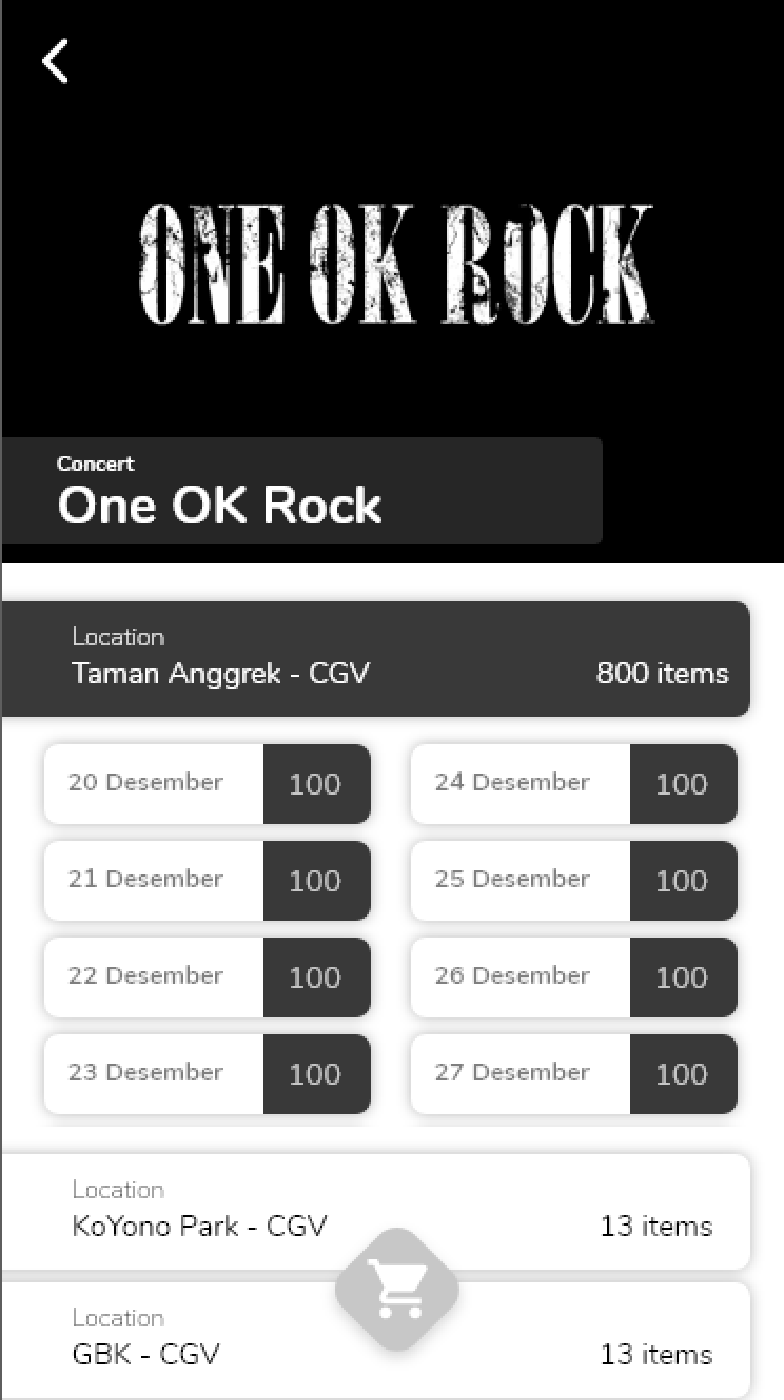 ONE OK ROCK
Concert
One OK Rock
Location
Taman Anggrek - CGV 800 items
20 Desember 100
24 Desember 100
21 Desember 100
25 Desember 100
22 Desember 100
26 Desember 100
23 Desember 100
27 Desember 100
Location
KoYono Park - CGV 13 items
Location
GBK - CGV 13 items